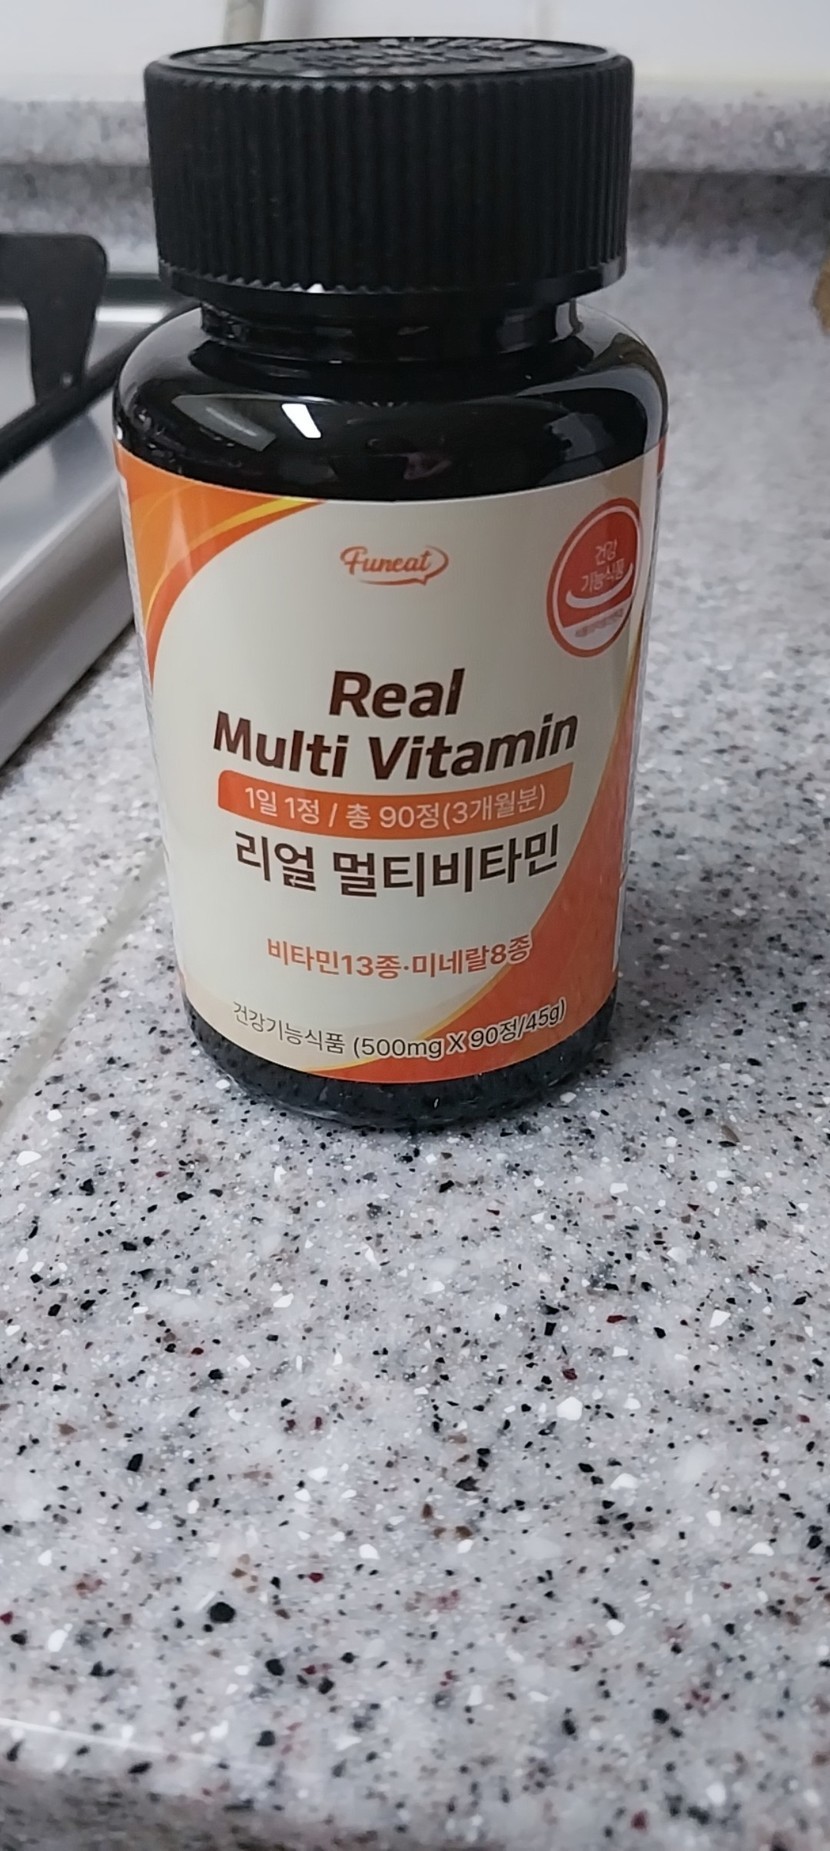 Funeat
건강
기능식품
Real
Multi Vitamin
1일 1정 / 총 90정(3개월분)
리얼 멀티비타민
비타민13종·미네랄8종
건강기능식품 (500mg X 90정/45g)